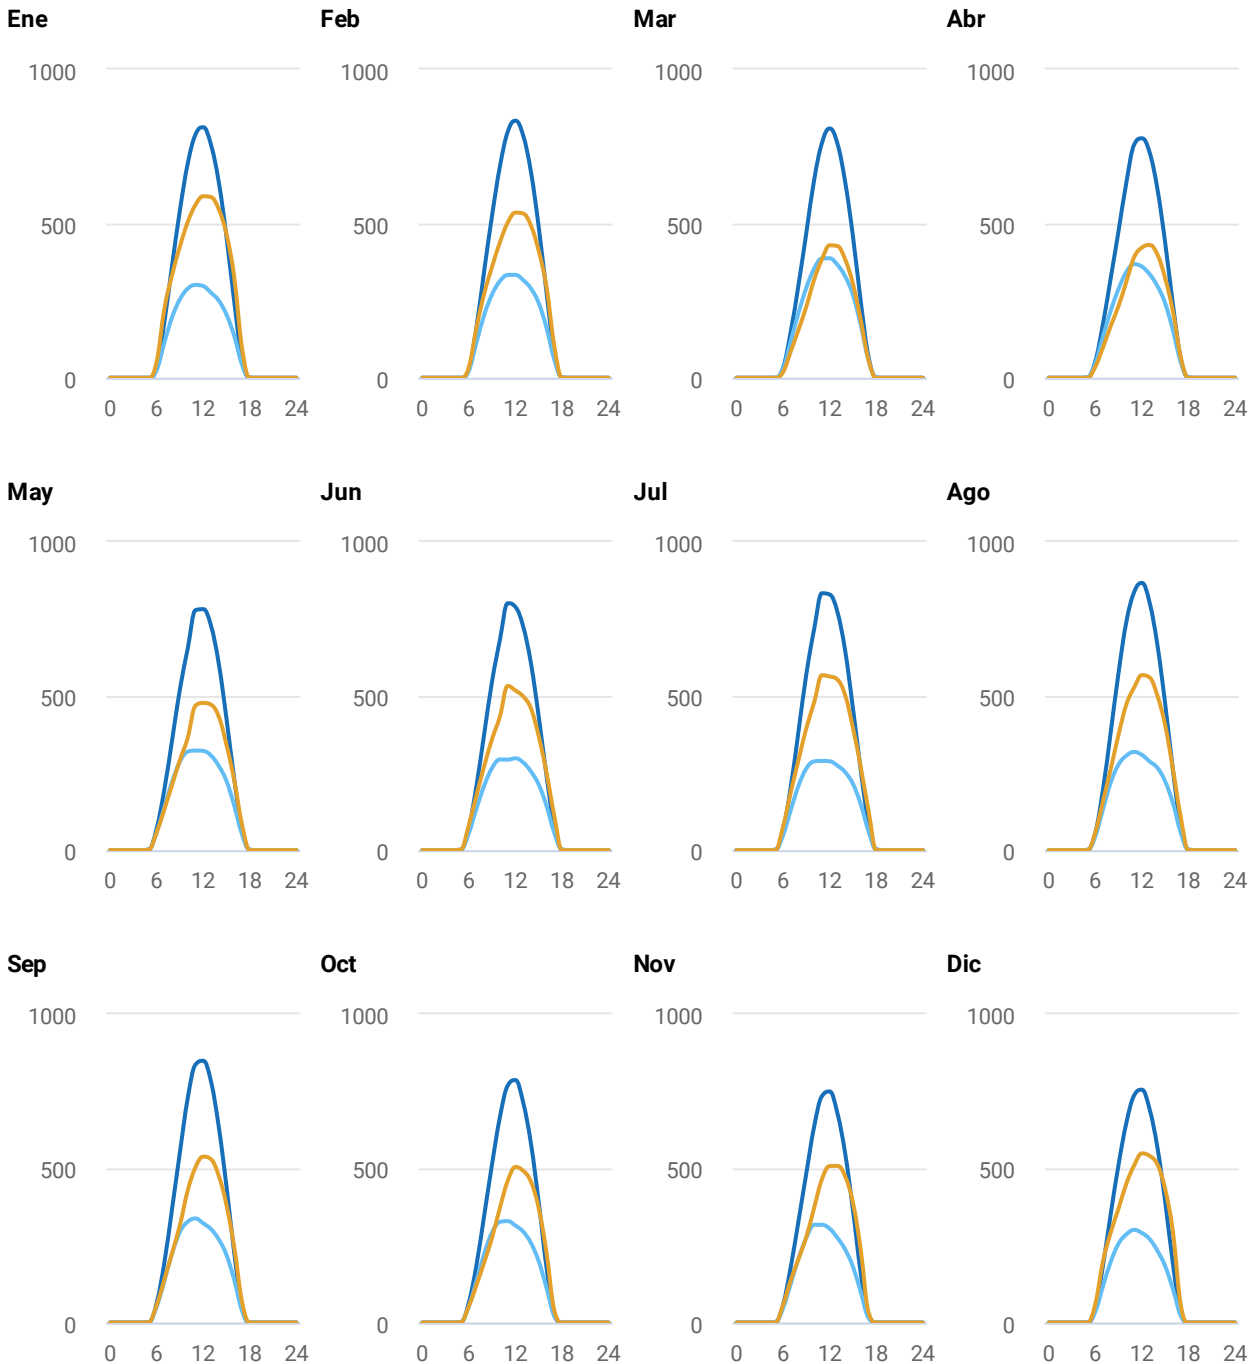 Ene Feb Mar Abr
1000 1000 1000 1000
500 500 500 500
0 0 0 0
0 6 12 18 24 0 6 12 18 24 0 6 12 18 24 0 6 12 18 24
May Jun Jul Ago
1000 1000 1000 1000
500 500 500 500
0 0 0 0
0 6 12 18 24 0 6 12 18 24 0 6 12 18 24 0 6 12 18 24
Sep Oct Nov Dic
1000 1000 1000 1000
500 500 500 500
0 0 0 0
0 6 12 18 24 0 6 12 18 24 0 6 12 18 24 0 6 12 18 24